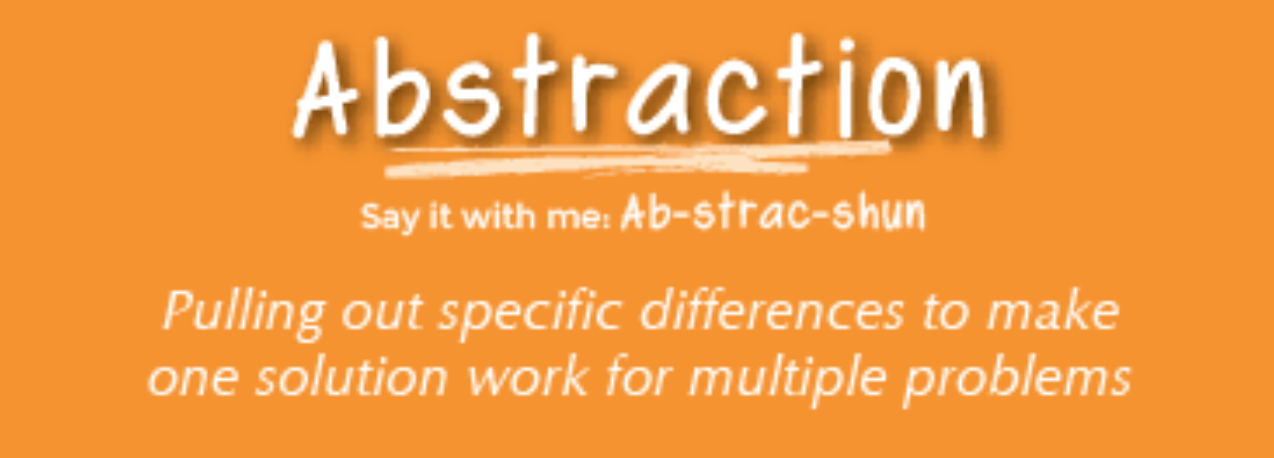 Abstraction
Say it with me: Ab-strac-shun
Pulling out specific differences to make
one solution work for multiple problems